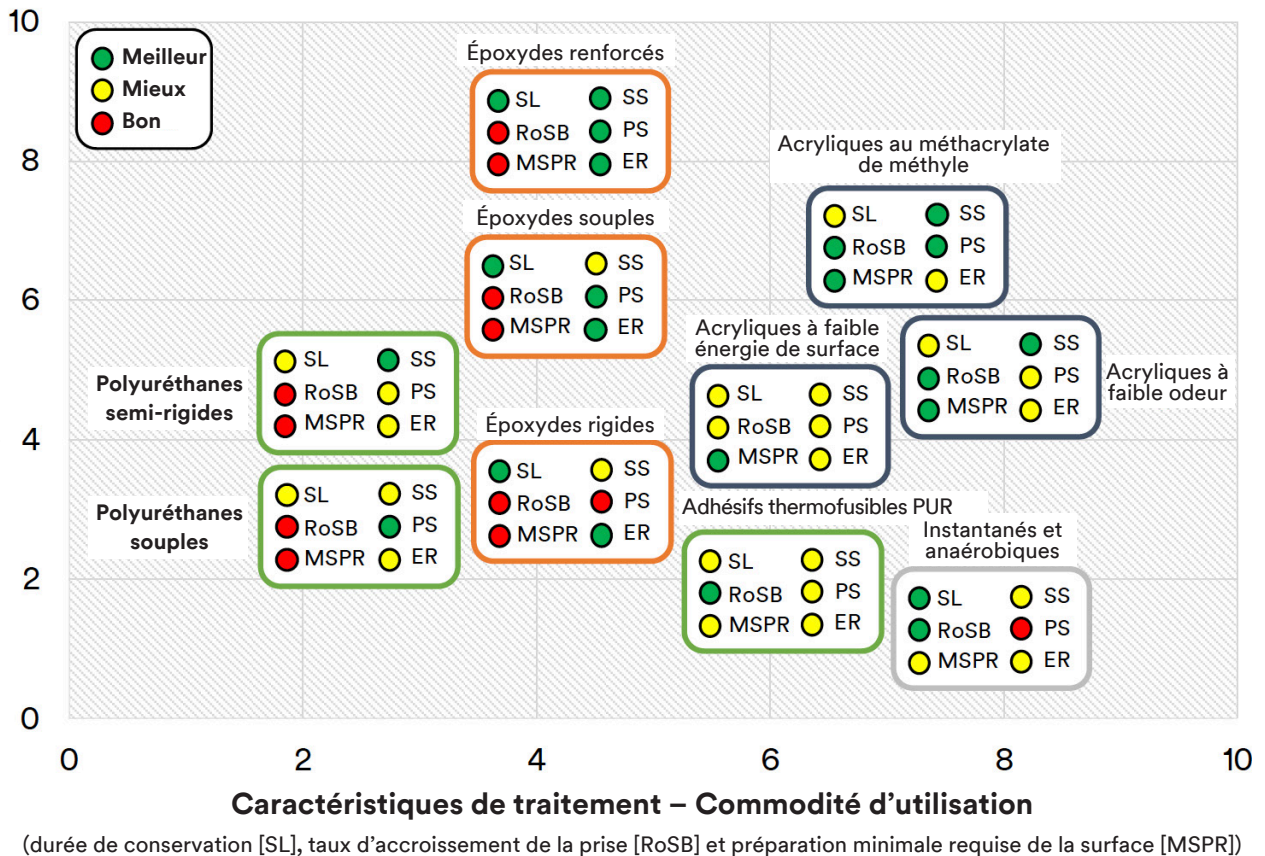 10
Meilleur
Mieux
Bon
Époxydes renforcés
SL SS
RoSB PS
MSPR ER
8
Acryliques au méthacrylate
de méthyle
SL SS
RoSB PS
MSPR ER
Époxydes souples
SL SS
RoSB PS
MSPR ER
6
Polyuréthanes
semi-rigides
SL SS
RoSB PS
MSPR ER
Acryliques à faible
énergie de surface
SL SS
RoSB PS
MSPR ER
Acryliques à
faible odeur
SL SS
RoSB PS
MSPR ER
4
Époxydes rigides
SL SS
RoSB PS
MSPR ER
Polyuréthanes
souples
SL SS
RoSB PS
MSPR ER
Adhésifs thermofusibles PUR
SL SS
RoSB PS
MSPR ER
Instantanés et
anaérobiques
SL SS
RoSB PS
MSPR ER
2
0
0 2 4 6 8 10
Caractéristiques de traitement – Commodité d’utilisation
(durée de conservation [SL], taux d’accroissement de la prise [RoSB] et préparation minimale requise de la surface [MSPR])